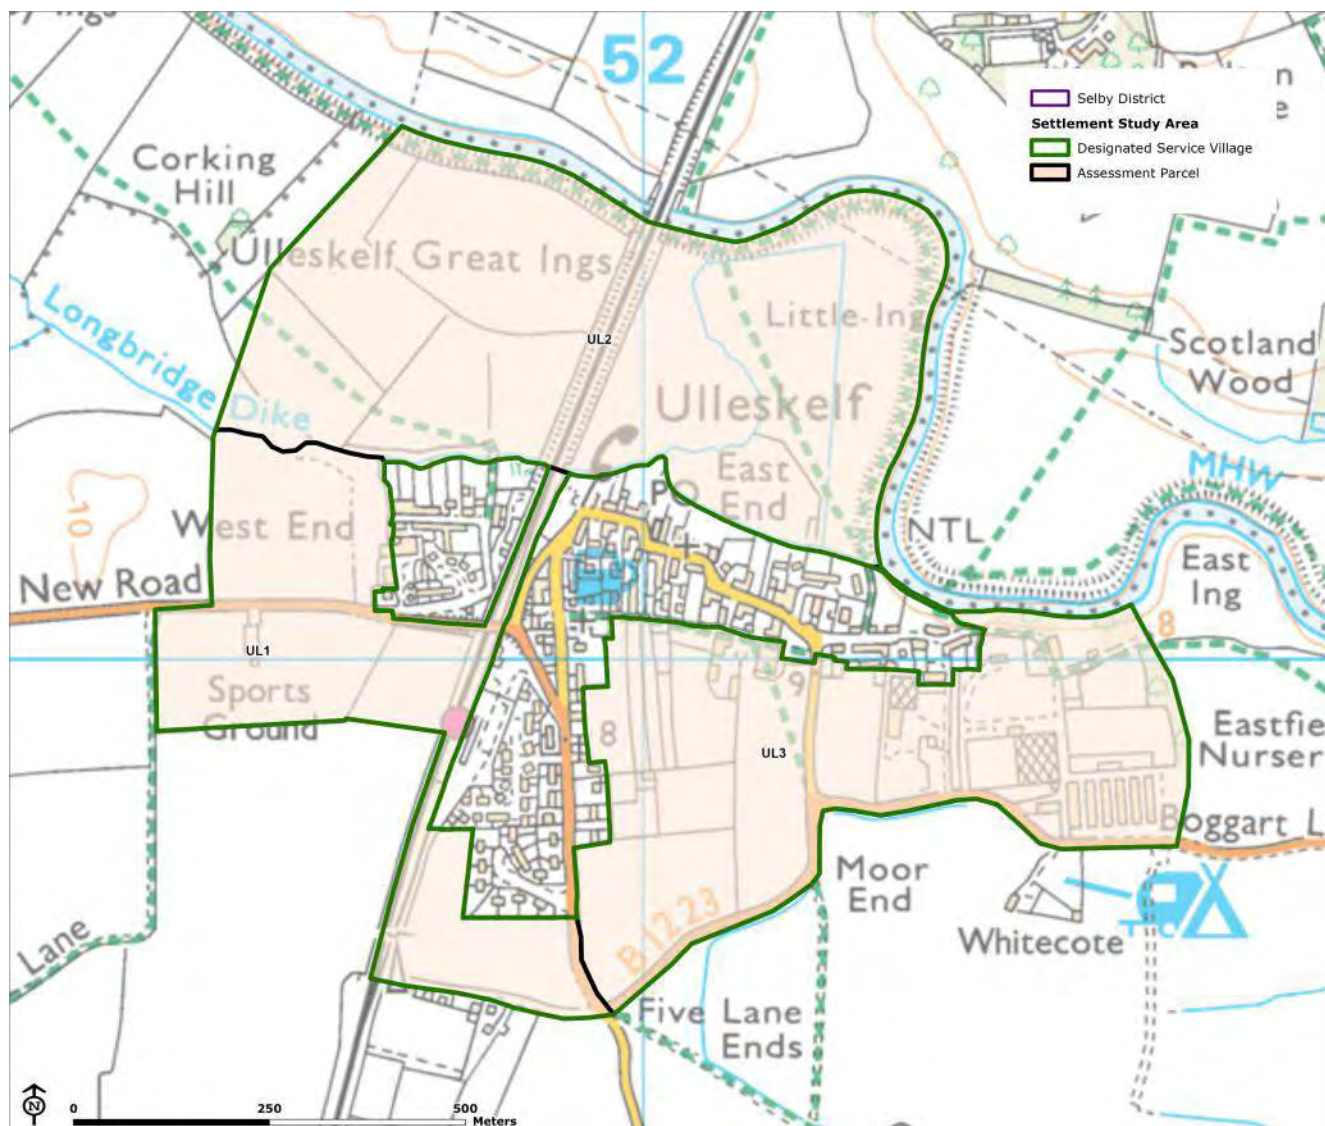 52
Selby District
Settlement Study Area
Designated Service Village
Assessment Parcel
Corking
Hill
Ulleskelf Great Ings
Longbridge Dike
Little Ing
UL2
Scotland
Wood
Ulleskelf
MHW
East
End
PO
10
West End
NTL
East
Ing
New Road
8
UL1
Sports
Ground
9
8
UL3
Eastfie
Nurser
Boggart L
Moor
End
B 1223
Whitecote
Lane
Five Lane
Ends
N
0 250 500
Meters